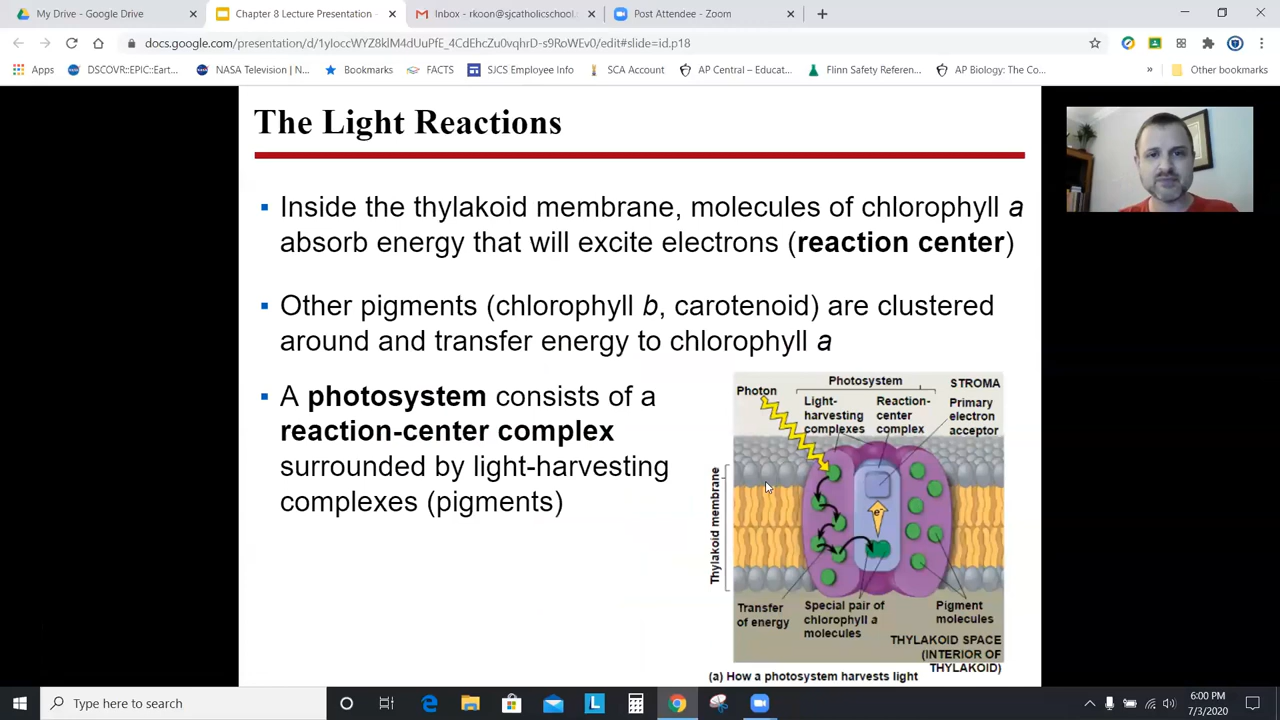 My Drive - Google Drive
Chapter 8 Lecture Presentation -
Inbox - rkoon@sjcatholicschool.
Post Attendee - Zoom
docs.google.com/presentation/d/
/edit#slide=id.p18
Apps
DSCOVR::EPIC::Eart...
NASA Television | N...
Bookmarks
FACTS
SJCS Employee Info
SCA Account
AP Central – Educat...
Flinn Safety Referen...
AP Biology: The Co...
»
Other bookmarks
The Light Reactions
▪ Inside the thylakoid membrane, molecules of chlorophyll a
absorb energy that will excite electrons (reaction center)
▪ Other pigments (chlorophyll b, carotenoid) are clustered
around and transfer energy to chlorophyll a
▪ A photosystem consists of a
reaction-center complex
surrounded by light-harvesting
complexes (pigments)
Photon
Photosystem
STROMA
Light-
harvesting
complexes
Reaction-
center
complex
Primary
electron
acceptor
Thylakoid membrane
e⁻
Transfer
of energy
Special pair of
chlorophyll a
molecules
Pigment
molecules
THYLAKOID SPACE
(INTERIOR OF
THYLAKOID)
(a) How a photosystem harvests light
Type here to search
6:00 PM
7/3/2020